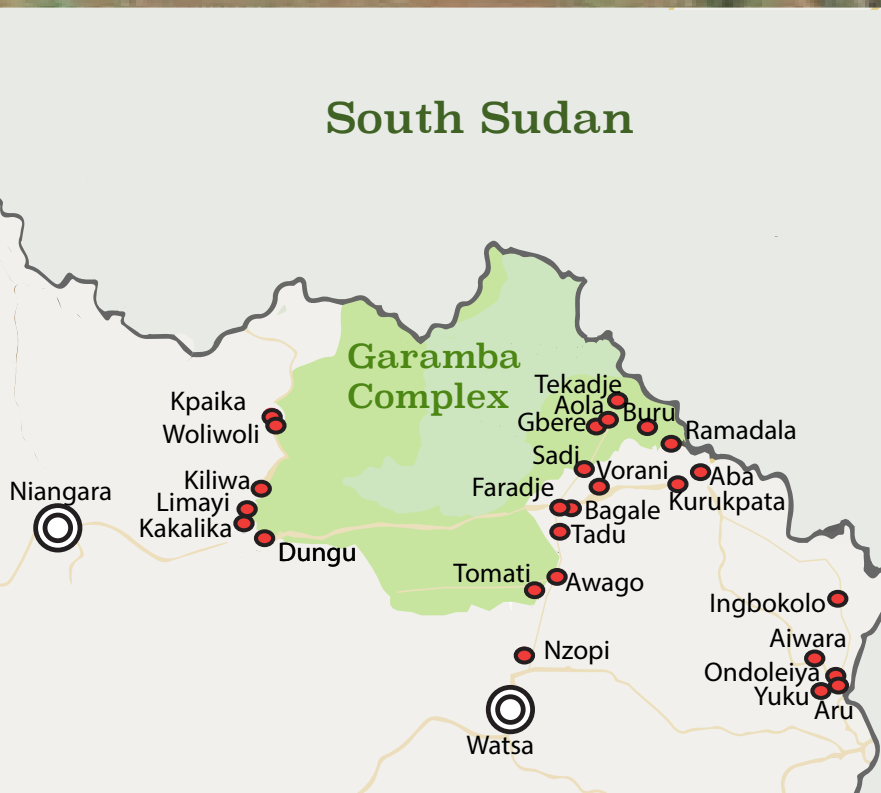 South Sudan
Garamba
Complex
Tekadje
Aola
Buru
Gbere
Ramadala
Kpaika
Woliwoli
Sadi
Vorani
Aba
Kiliwa
Faradje
Kurukpata
Niangara
Limayi
Bagale
Kakalika
Tadu
Dungu
Tomati
Awago
Ingbokolo
Aiwara
Nzopi
Ondoleiya
Yuku
Aru
Watsa